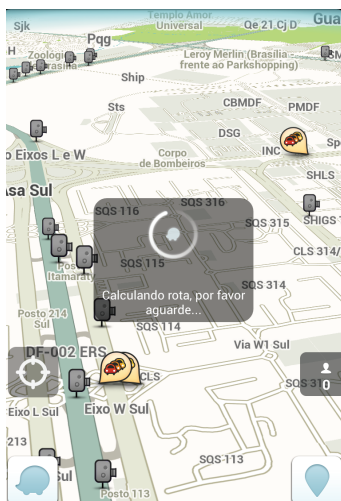 Templo Amor
Universal
Sjk
Qe 21,Cj D
Gua
Pqg
Zoológico
Leroy Merlin (Brasília -
frente ao Parkshopping)
Ship
Sts
CBMDF
PMDF
DSG
INC
o Eixos L e W
Corpo
de Bombeiros
SHLS
Asa Sul
SQS 116
SQS 316
SQS 315
SHIGS
CLS 314/
SQS 115
Itamaraty
SQS 314
Calculando rota, por favor
aguarde...
Posto 214
Sul
SQS 114
Via W1 Sul
DF-002 ERS
CLS
0
Eixo L Sul
Eixo W Sul
213
Sul
SQS 113
Posto 113